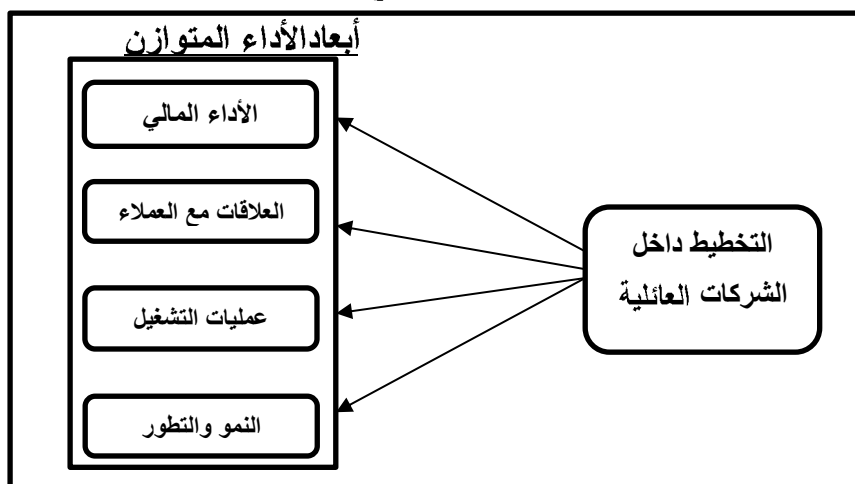 أبعادالأداء المتوازن
الأداء المالي
العلاقات مع العملاء
عمليات التشغيل
النمو والتطور
التخطيط داخل
الشركات العائلية